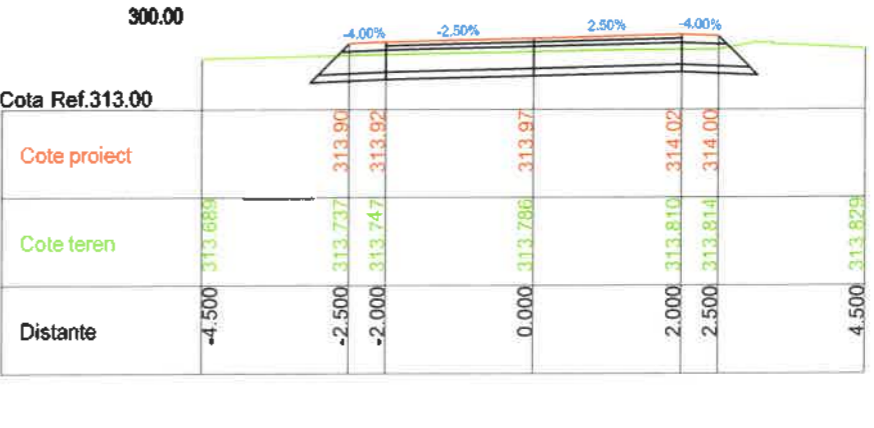 300.00
-4.00% -2.50% 2.50% -4.00%
Cota Ref.313.00
Cote proiect 313.90 313.92 313.97 314.02 314.00
Cote teren 313.689 313.737 313.747 313.786 313.810 313.814 313.829
Distante -4.500 -2.500 -2.000 0.000 2.000 2.500 4.500